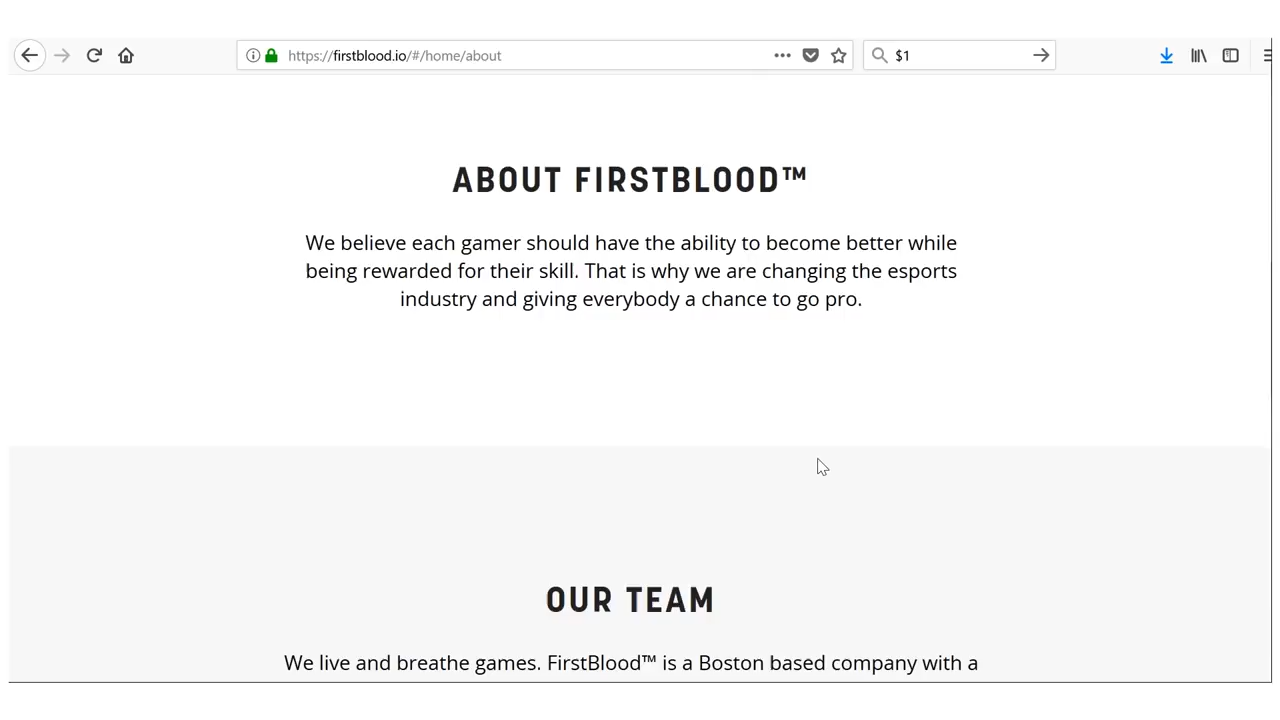 https://firstblood.io/#/home/about
$1
ABOUT FIRSTBLOOD™
We believe each gamer should have the ability to become better while
being rewarded for their skill. That is why we are changing the esports
industry and giving everybody a chance to go pro.
OUR TEAM
We live and breathe games. FirstBlood™ is a Boston based company with a